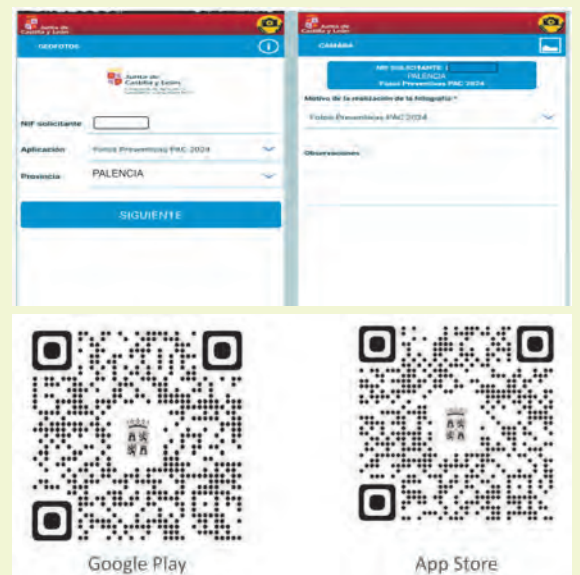 Junta de
Castilla y León
GEOFOTOS
Junta de
Castilla y León
NIF solicitante
Aplicación Fotos Preventivas PAC 2024
Provincia PALENCIA
SIGUIENTE
Junta de
Castilla y León
CAMARA
NIF SOLICITANTE:
PALENCIA
Fotos Preventivas PAC 2024
Motivo de la realización de la fotografía: *
Fotos Preventivas PAC 2024
Observaciones
Google Play
App Store